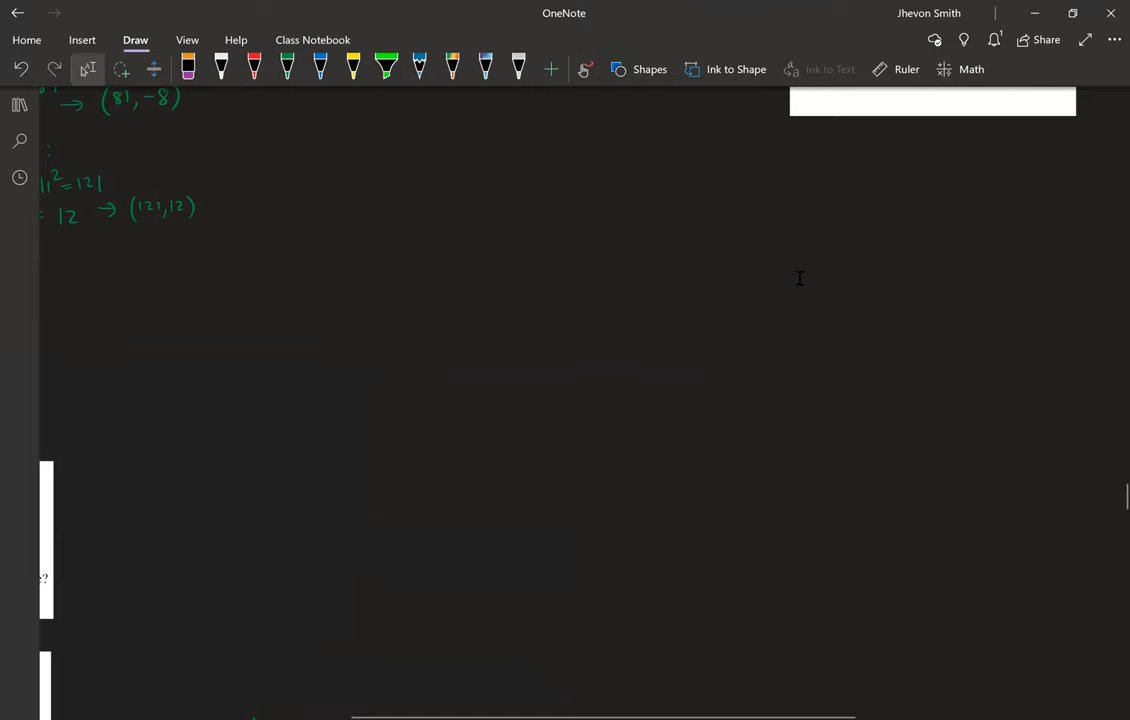 OneNote
Jhevon Smith
Home Insert Draw View Help Class Notebook
Share
Shapes
Ink to Shape
Ink to Text
Ruler
Math
→ (81, -8)
:
11² = 121
= 12 → (121, 12)
?